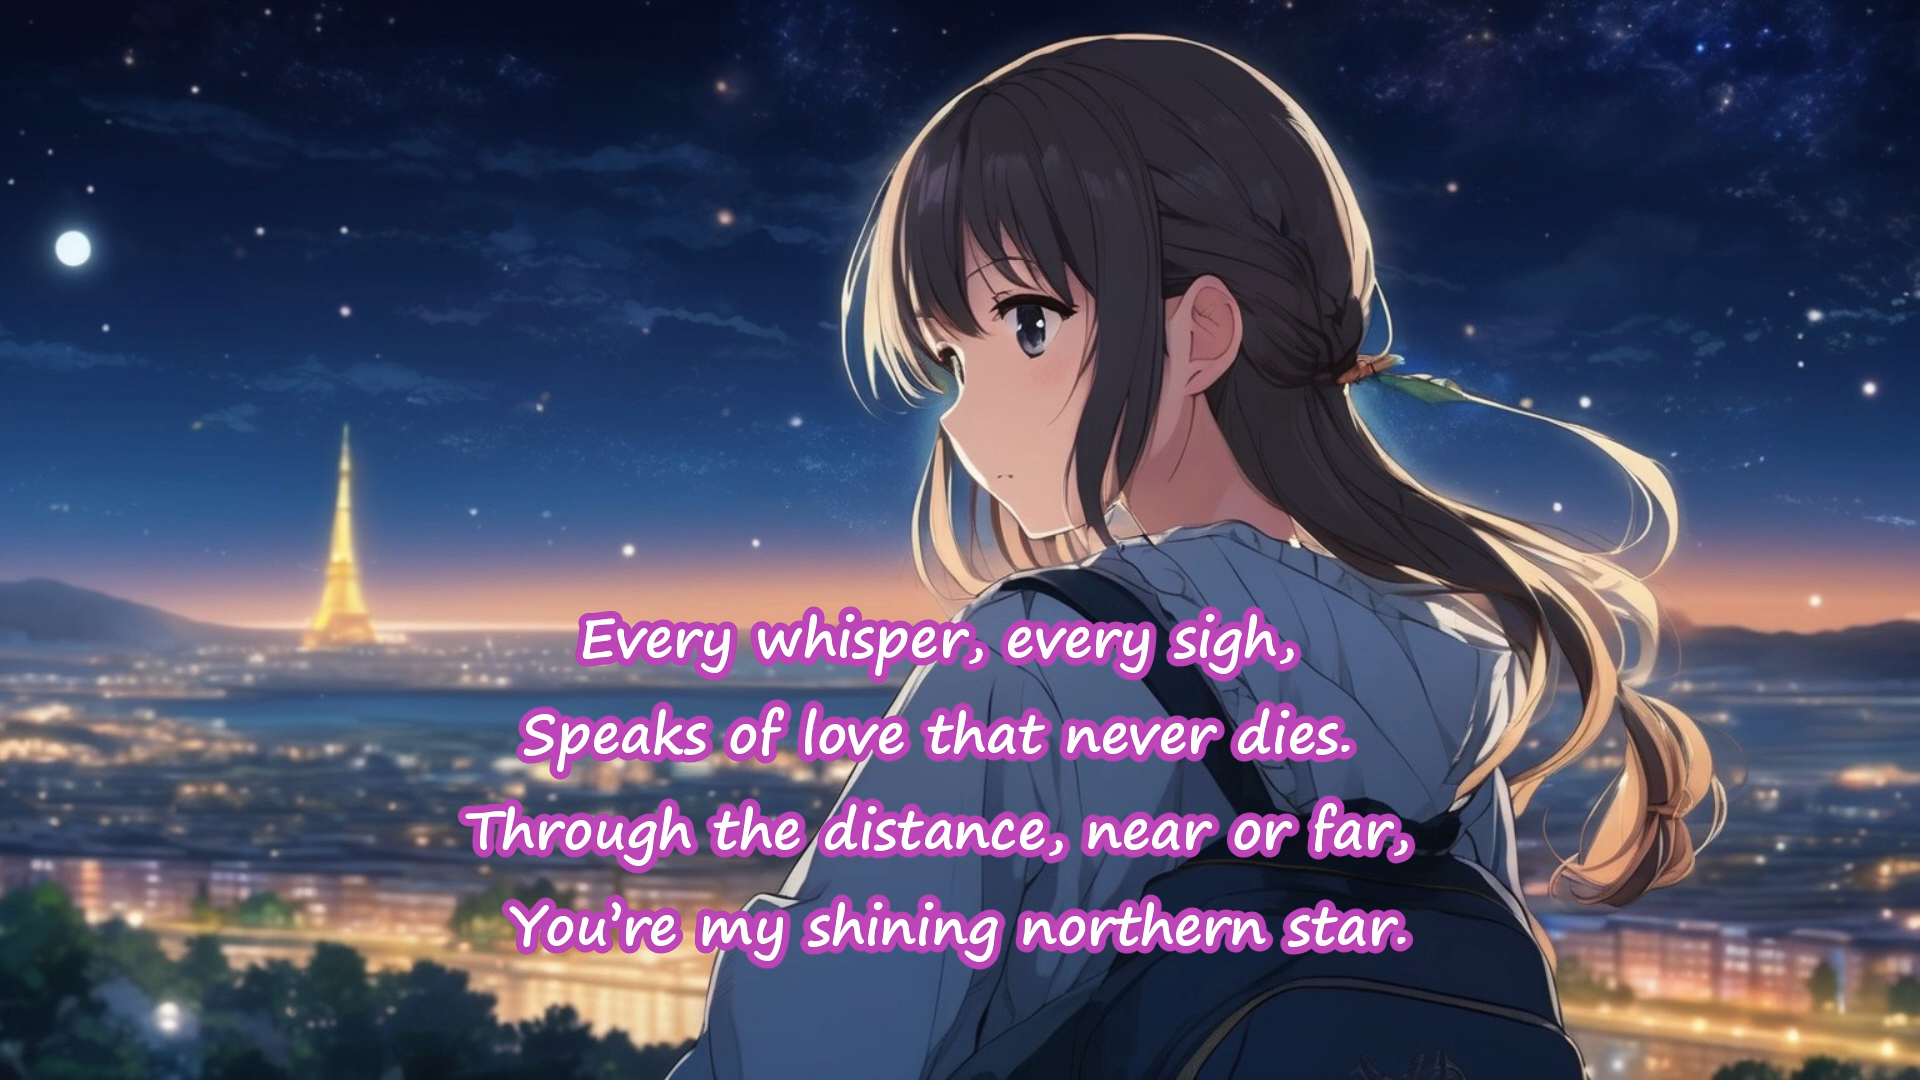 Every whisper, every sigh,
Speaks of love that never dies.
Through the distance, near or far,
You’re my shining northern star.